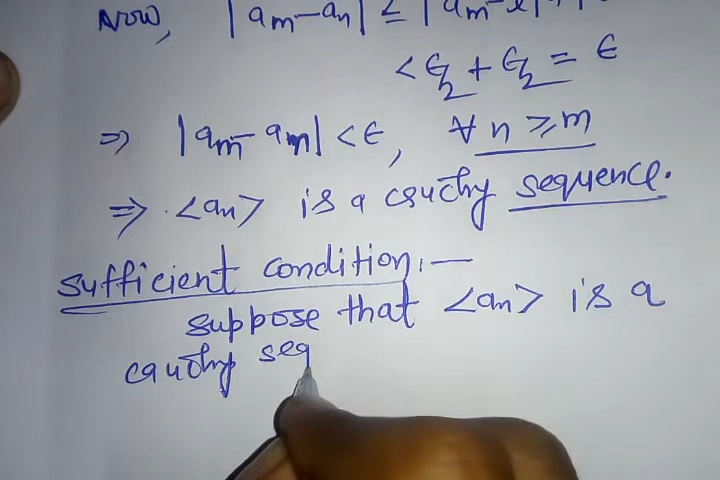 Now, |am-an| ≤ |am-l|
< ε/2 + ε/2 = ε
⇒ |am-an| < ε, ∀ n ≥ m
⇒ <an> is a cauchy sequence.
sufficient condition:—
suppose that <an> is a
cauchy seq